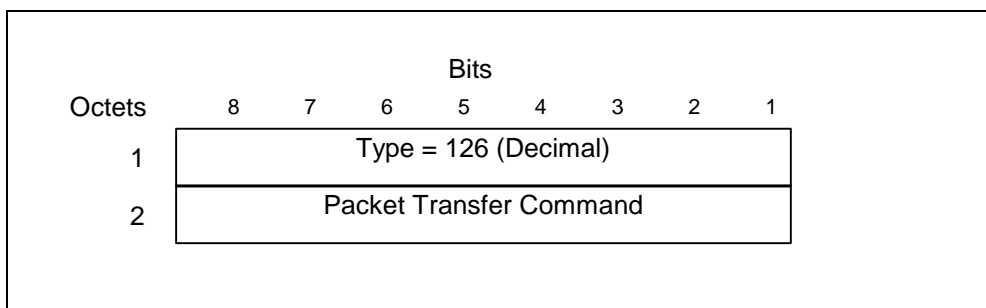 Bits
Octets 8 7 6 5 4 3 2 1
1 Type = 126 (Decimal)
2 Packet Transfer Command